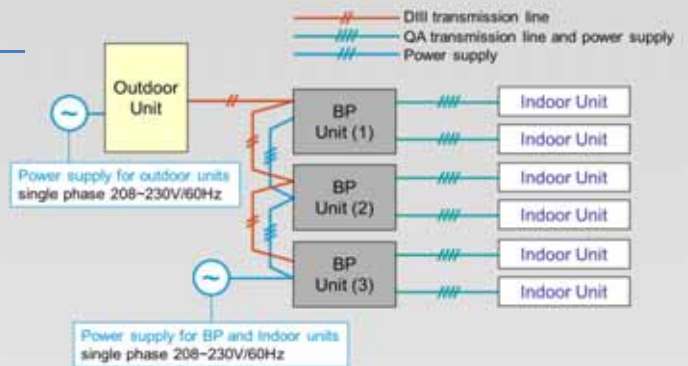 DIII transmission line
QA transmission line and power supply
Power supply
Outdoor
Unit
BP
Unit (1)
Indoor Unit
Indoor Unit
Power supply for outdoor units
single phase 208~230V/60Hz
BP
Unit (2)
Indoor Unit
Indoor Unit
BP
Unit (3)
Indoor Unit
Indoor Unit
Power supply for BP and Indoor units
single phase 208~230V/60Hz